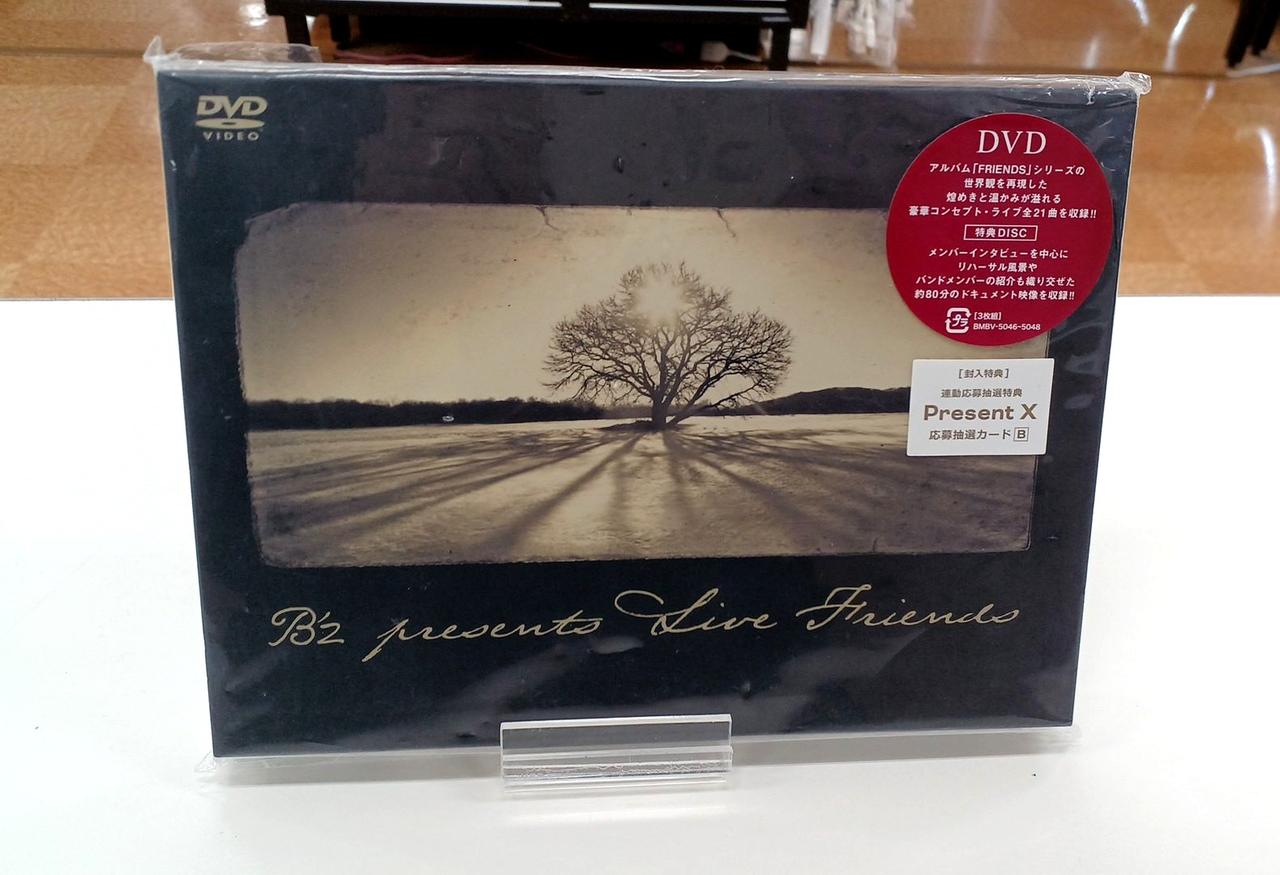 DVD
VIDEO
DVD
アルバム「FRIENDS」シリーズの
世界観を再現した
煌めきと温かみが溢れる
豪華コンセプト・ライブ全21曲を収録!!
特典DISC
メンバーインタビューを中心に
リハーサル風景や
バンドメンバーの紹介も織り交ぜた
約80分のドキュメント映像を収録!!
プラ
[3枚組]
BMBV-5046~5048
[封入特典]
連動応募抽選特典
Present X
応募抽選カード B
B'z presents Live Friends